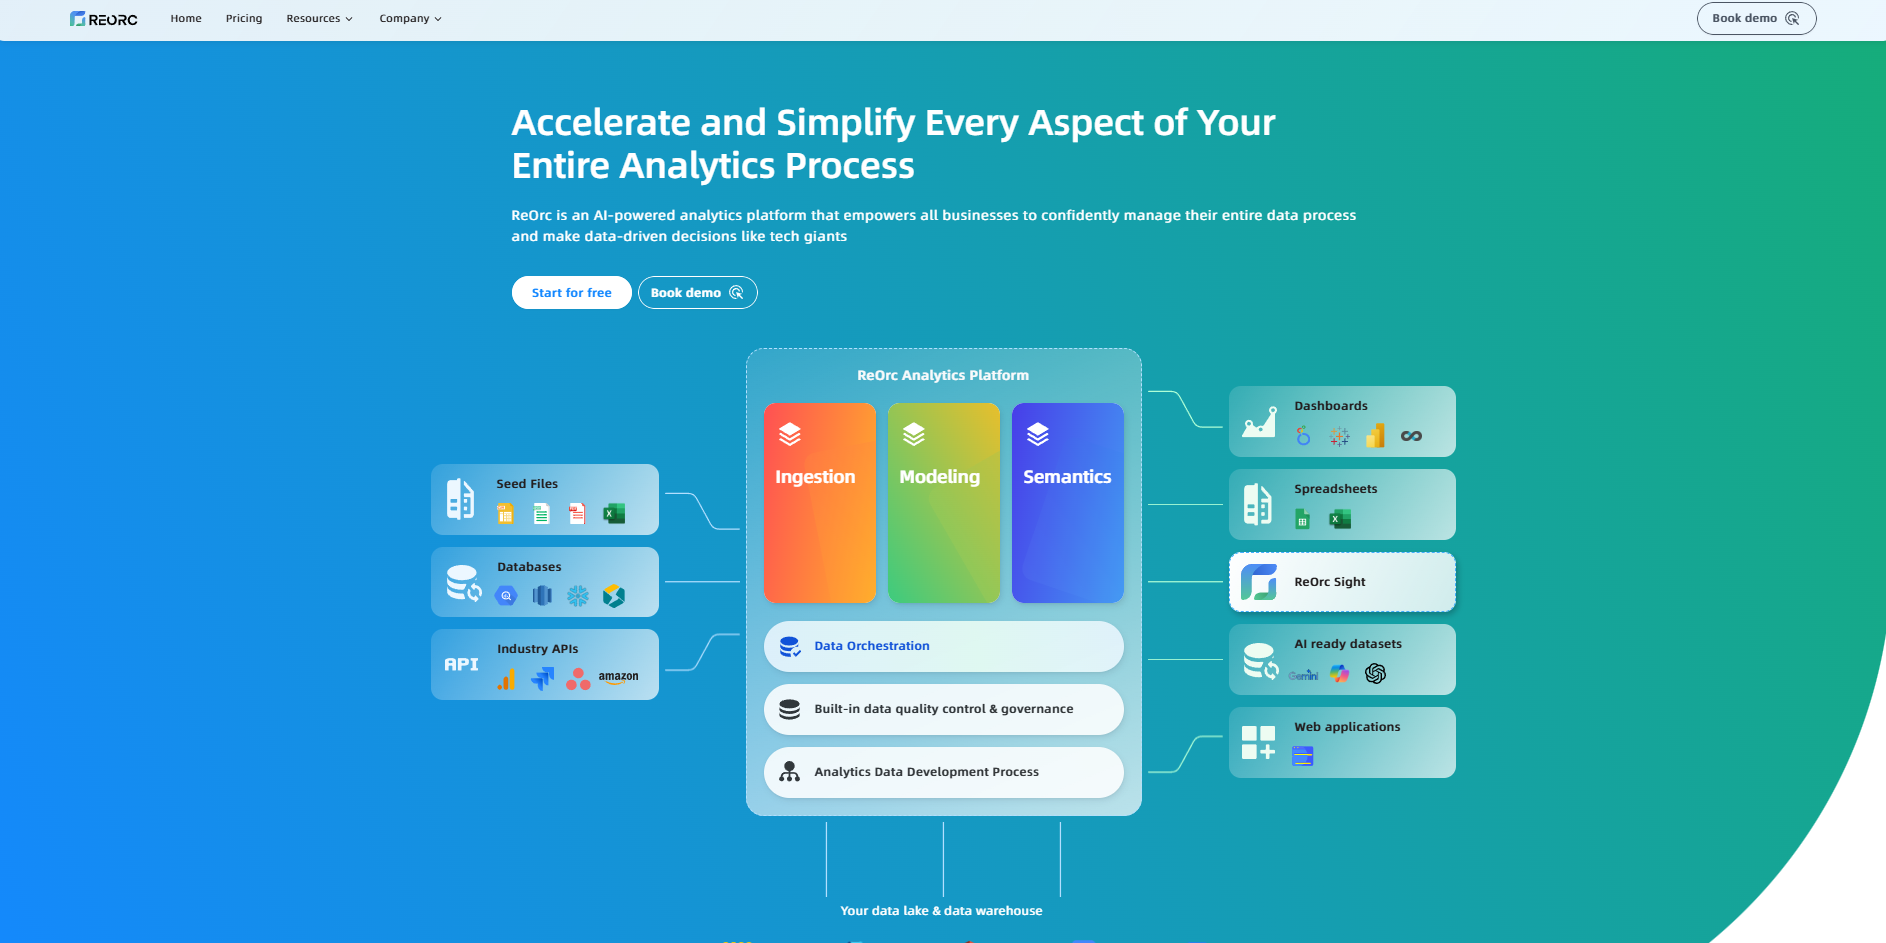 REORC
Home
Pricing
Resources
Company
Book demo
Accelerate and Simplify Every Aspect of Your
Entire Analytics Process
ReOrc is an AI-powered analytics platform that empowers all businesses to confidently manage their entire data process
and make data-driven decisions like tech giants
Start for free
Book demo
ReOrc Analytics Platform
Ingestion
Modeling
Semantics
Data Orchestration
Built-in data quality control & governance
Analytics Data Development Process
Seed Files
Databases
Industry APIs
API
amazon
Dashboards
Spreadsheets
ReOrc Sight
AI ready datasets
Gemini
Web applications
Your data lake & data warehouse